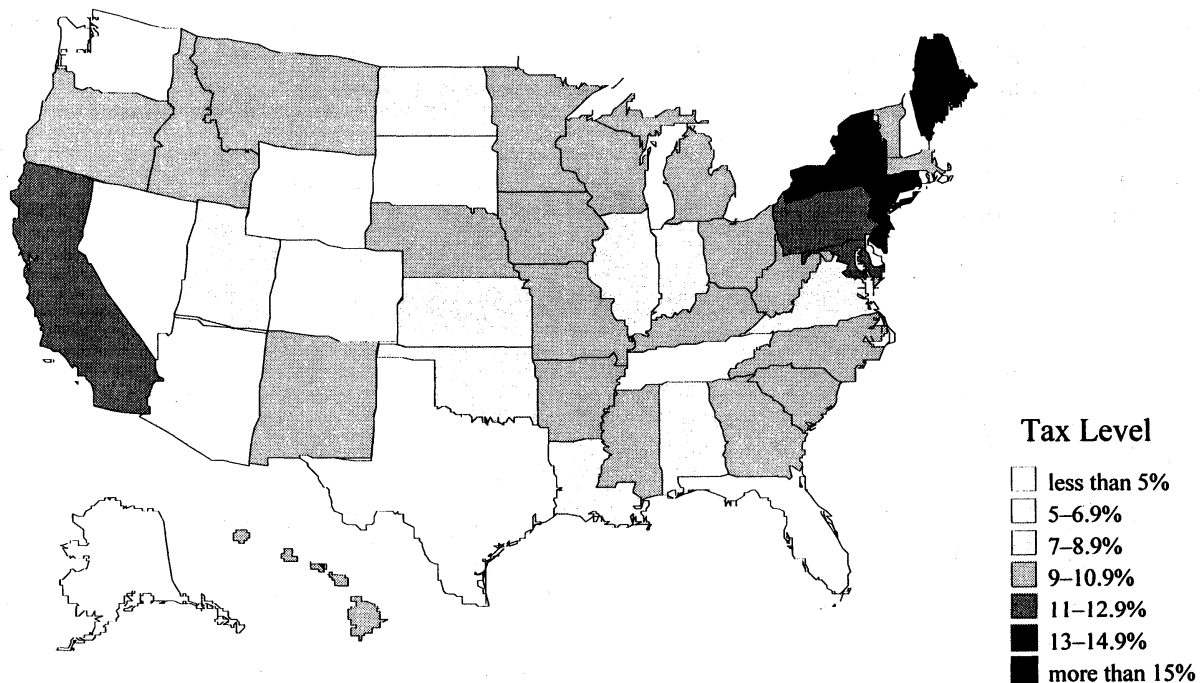 Tax Level
less than 5%
5–6.9%
7–8.9%
9–10.9%
11–12.9%
13–14.9%
more than 15%